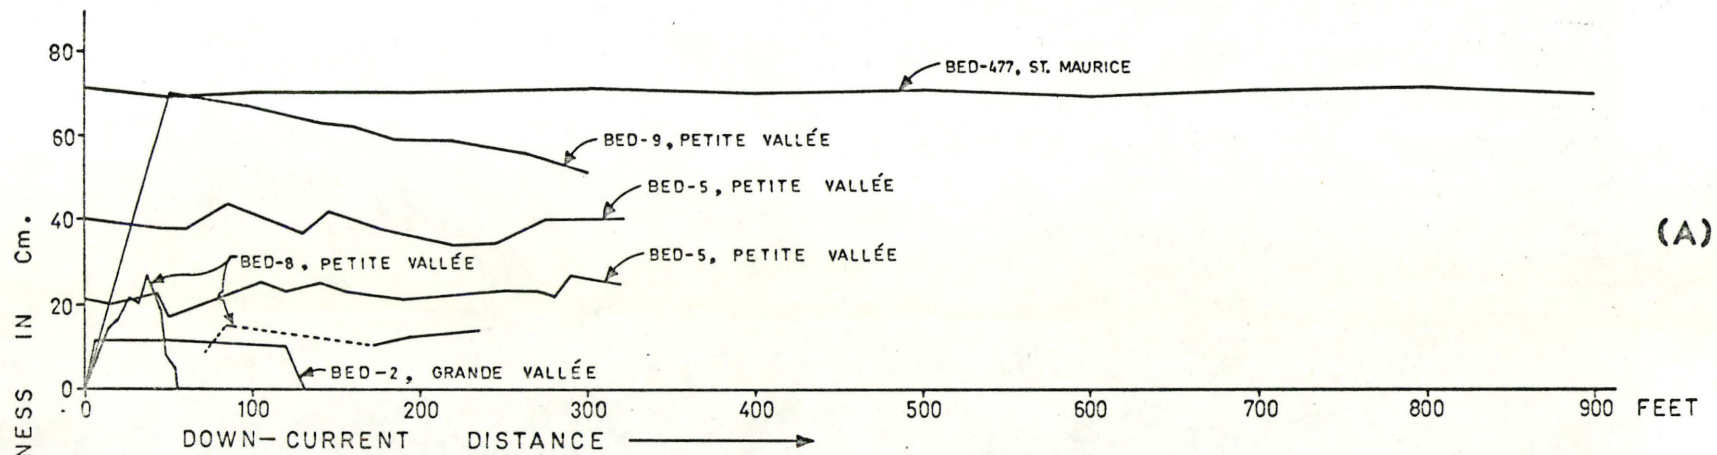 80
BED-477, ST. MAURICE
60
BED-9, PETITE VALLÉE
BED-5, PETITE VALLÉE
40
(A)
BED-8, PETITE VALLÉE
BED-5, PETITE VALLÉE
20
BED-2, GRANDE VALLÉE
0
NESS IN Cm.
0 100 200 300 400 500 600 700 800 900 FEET
DOWN-CURRENT DISTANCE